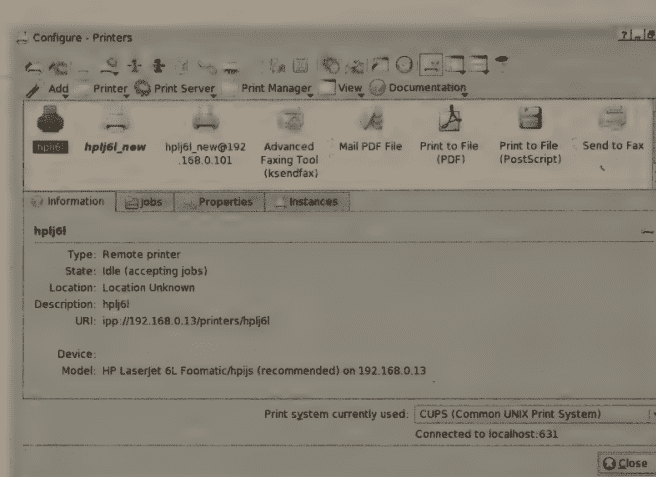 Configure - Printers
Add Printer Print Server Print Manager View Documentation
hplj6l
hplj6l_new
hplj6l_new@192
.168.0.101
Advanced
Faxing Tool
(ksendfax)
Mail PDF File
Print to File
(PDF)
Print to File
(PostScript)
Send to Fax
Information Jobs Properties Instances
hplj6l
Type: Remote printer
State: Idle (accepting jobs)
Location: Location Unknown
Description: hplj6l
URI: ipp://192.168.0.13/printers/hplj6l
Device:
Model: HP LaserJet 6L Foomatic/hpijs (recommended) on 192.168.0.13
Print system currently used: CUPS (Common UNIX Print System)
Connected to localhost:631
Close